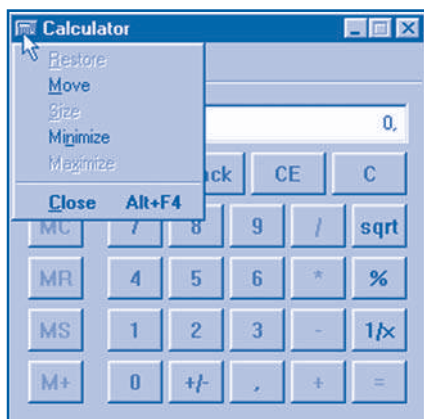 Calculator
Restore
Move
Size
Minimize
Maximize
Close Alt+F4
0,
CE C
MC 7 8 9 / sqrt
MR 4 5 6 * %
MS 1 2 3 - 1/x
M+ 0 +/- , + =